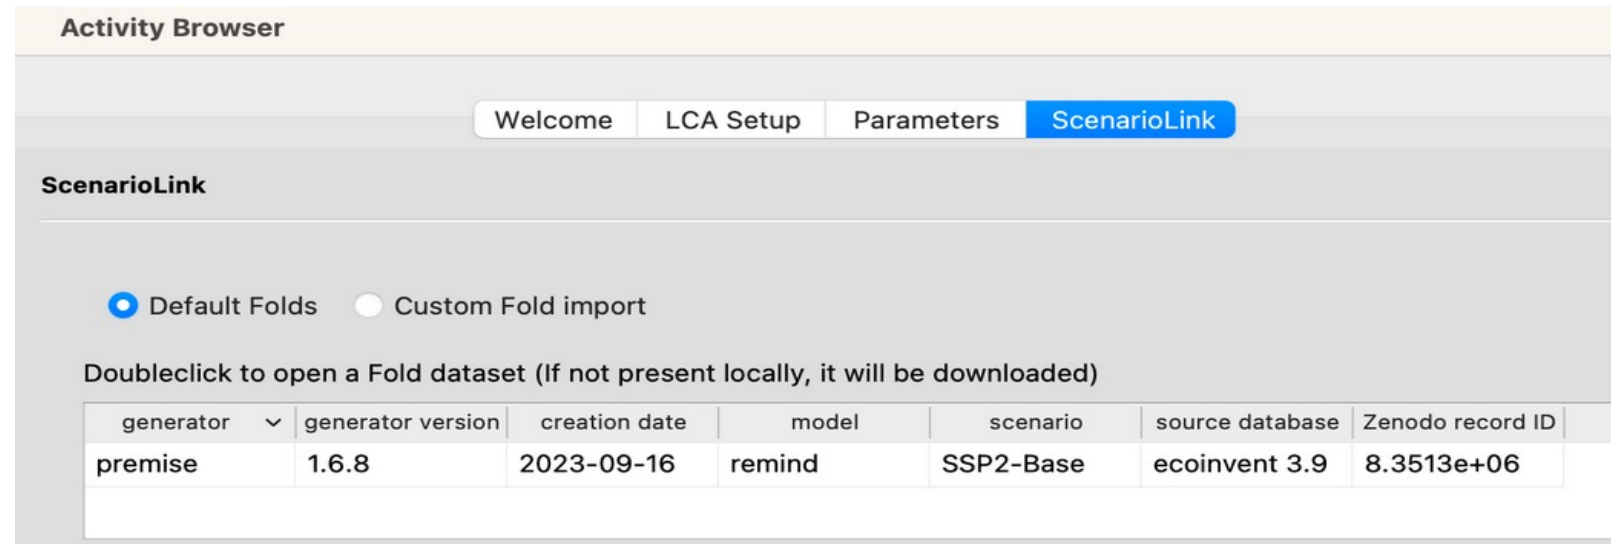 Activity Browser
Welcome LCA Setup Parameters ScenarioLink
ScenarioLink
Default Folds Custom Fold import
Doubleclick to open a Fold dataset (If not present locally, it will be downloaded)
generator generator version creation date model scenario source database Zenodo record ID
premise 1.6.8 2023-09-16 remind SSP2-Base ecoinvent 3.9 8.3513e+06